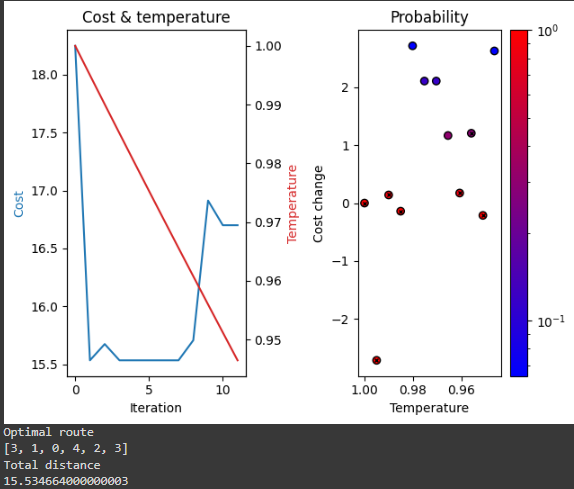 Cost & temperature
18.0
17.5
17.0
16.5
16.0
15.5
Cost
0
5
10
Iteration
1.00
0.99
0.98
0.97
0.96
0.95
Temperature
Probability
2
1
0
−1
−2
Cost change
1.00
0.98
0.96
Temperature
10⁰
10⁻¹
Optimal route
[3, 1, 0, 4, 2, 3]
Total distance
15.534664000000003